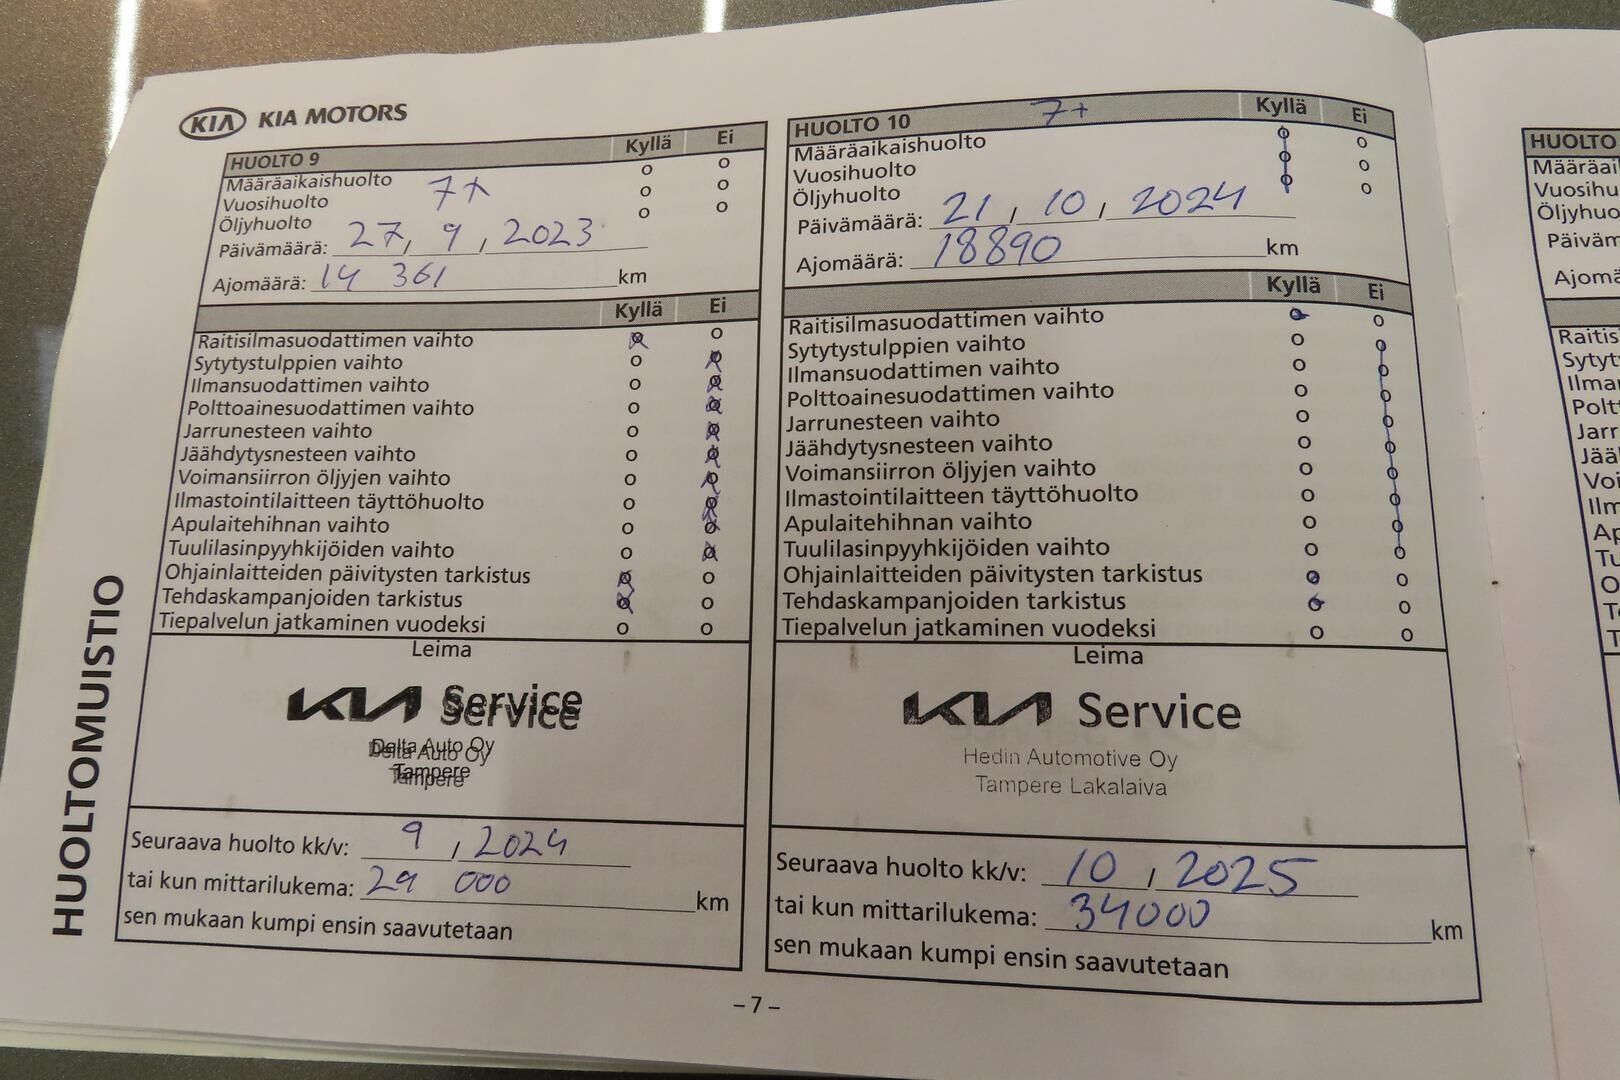 KIA KIA MOTORS
HUOLTO 9 Kyllä Ei
Määräaikaishuolto o o
Vuosihuolto 7+ o o
Öljyhuolto o o
Päivämäärä: 27, 9, 2023
Ajomäärä: 14 361 km
Kyllä Ei
Raitisilmasuodattimen vaihto
Sytytystulppien vaihto
Ilmansuodattimen vaihto
Polttoainesuodattimen vaihto
Jarrunesteen vaihto
Jäähdytysnesteen vaihto
Voimansiirron öljyjen vaihto
Ilmastointilaitteen täyttöhuolto
Apulaitehihnan vaihto
Tuulilasinpyyhkijöiden vaihto
Ohjainlaitteiden päivitysten tarkistus
Tehdaskampanjoiden tarkistus
Tiepalvelun jatkaminen vuodeksi
Leima
KIA Service
Delta Auto Oy
Tampere
Seuraava huolto kk/v: 9, 2024
tai kun mittarilukema: 29 000 km
sen mukaan kumpi ensin saavutetaan
HUOLTO 10 7+ Kyllä Ei
Määräaikaishuolto
Vuosihuolto
Öljyhuolto
Päivämäärä: 21, 10, 2024
Ajomäärä: 18890 km
Kyllä Ei
Raitisilmasuodattimen vaihto
Sytytystulppien vaihto
Ilmansuodattimen vaihto
Polttoainesuodattimen vaihto
Jarrunesteen vaihto
Jäähdytysnesteen vaihto
Voimansiirron öljyjen vaihto
Ilmastointilaitteen täyttöhuolto
Apulaitehihnan vaihto
Tuulilasinpyyhkijöiden vaihto
Ohjainlaitteiden päivitysten tarkistus
Tehdaskampanjoiden tarkistus
Tiepalvelun jatkaminen vuodeksi
Leima
KIA Service
Hedin Automotive Oy
Tampere Lakalaiva
Seuraava huolto kk/v: 10, 2025
tai kun mittarilukema: 34000 km
sen mukaan kumpi ensin saavutetaan
HUOLTOMUISTIO
– 7 –
HUOLTO